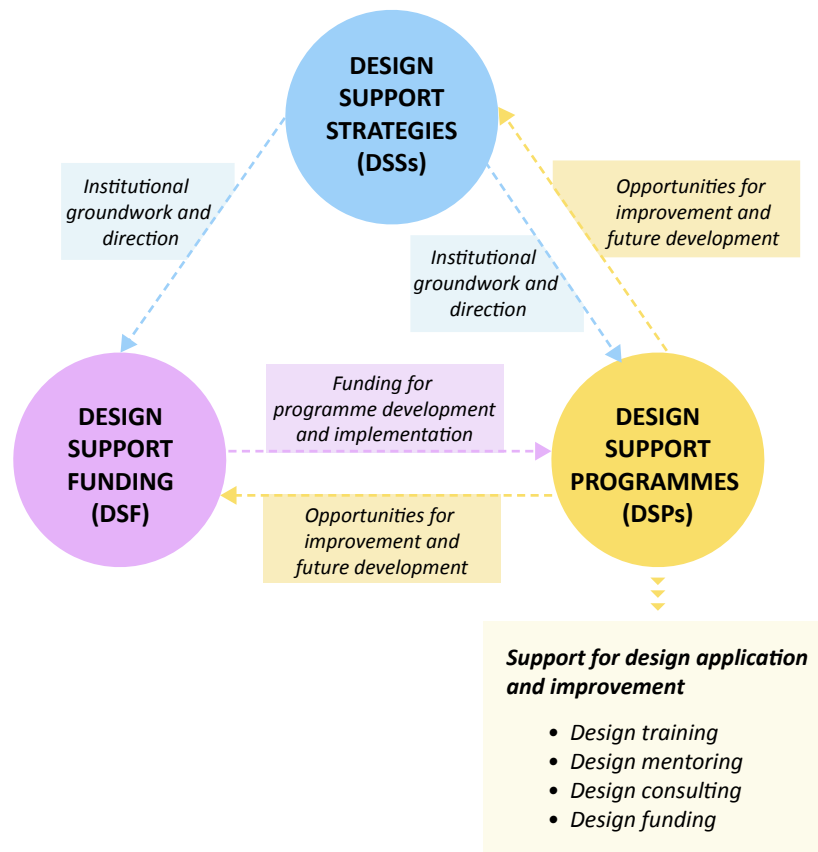 DESIGN
SUPPORT
STRATEGIES
(DSSs)
Institutional
groundwork and
direction
Opportunities for
improvement and
future development
Institutional
groundwork and
direction
DESIGN
SUPPORT
FUNDING
(DSF)
Funding for
programme development
and implementation
DESIGN
SUPPORT
PROGRAMMES
(DSPs)
Opportunities for
improvement and
future development
Support for design application
and improvement
• Design training
• Design mentoring
• Design consulting
• Design funding